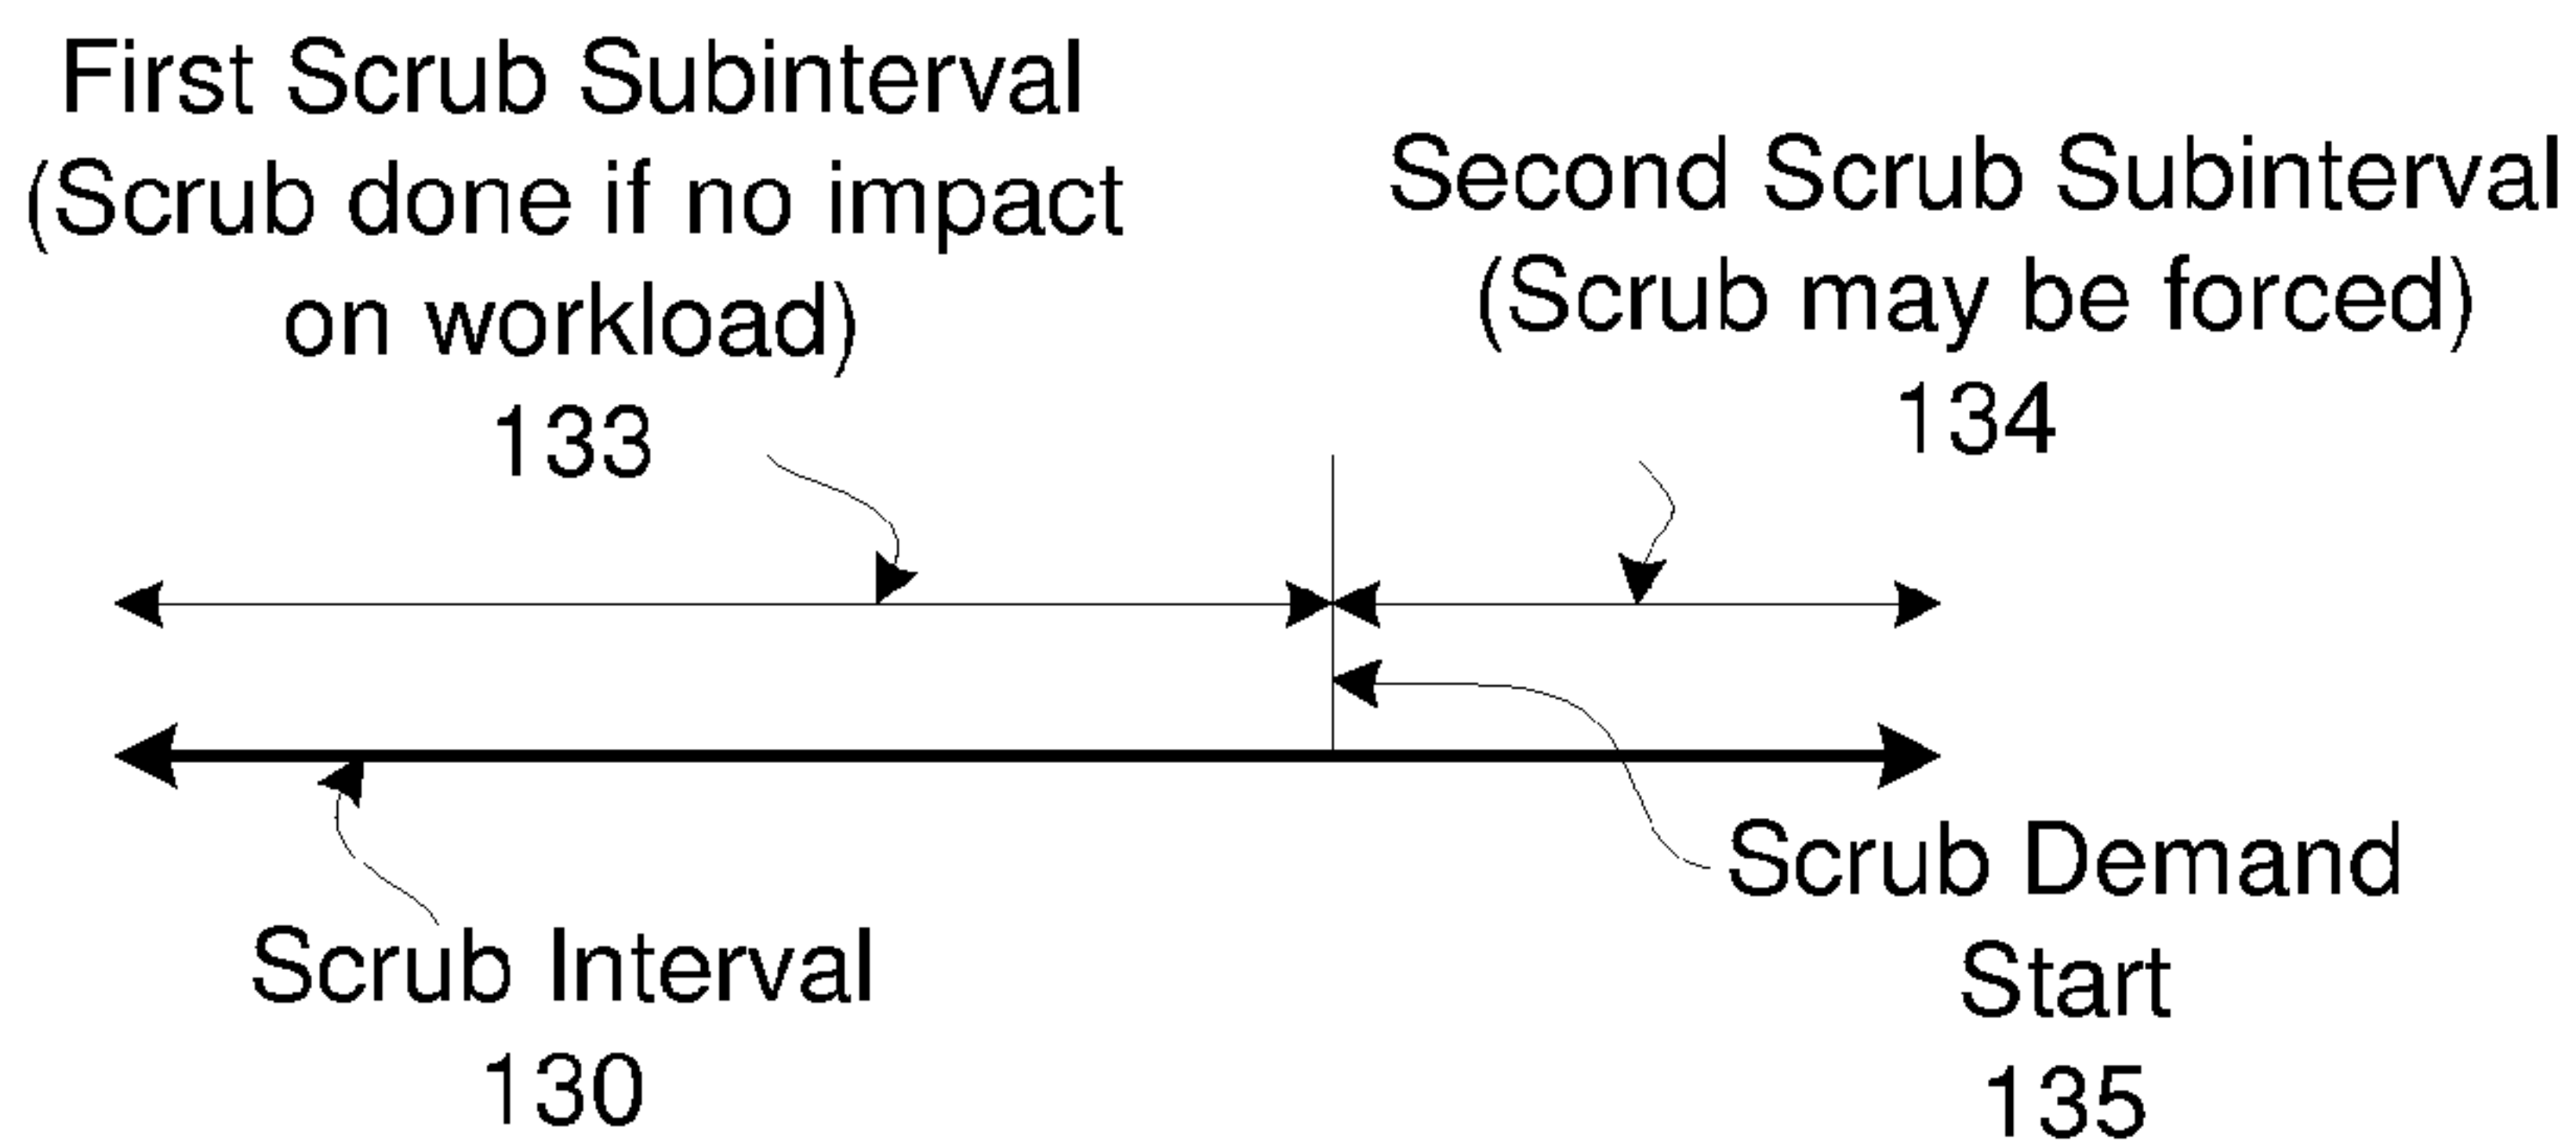 First Scrub Subinterval
(Scrub done if no impact
on workload)
133
Second Scrub Subinterval
(Scrub may be forced)
134
Scrub Interval
130
Scrub Demand
Start
135